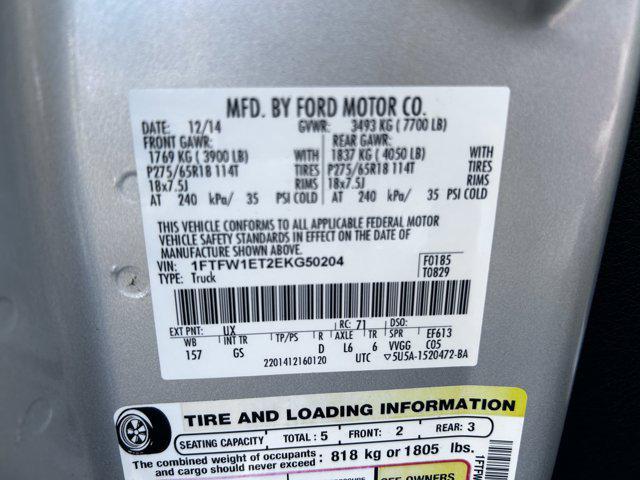 MFD. BY FORD MOTOR CO.
DATE: 12/14 GVWR: 3493 KG (7700 LB)
FRONT GAWR: REAR GAWR:
1769 KG (3900 LB) WITH 1837 KG (4050 LB) WITH
P275/65R18 114T TIRES P275/65R18 114T TIRES
18x7.5J RIMS 18x7.5J RIMS
AT 240 kPa/ 35 PSI COLD AT 240 kPa/ 35 PSI COLD
THIS VEHICLE CONFORMS TO ALL APPLICABLE FEDERAL MOTOR
VEHICLE SAFETY STANDARDS IN EFFECT ON THE DATE OF
MANUFACTURE SHOWN ABOVE.
VIN: 1FTFW1ET2EKG50204 F0185
TYPE: Truck T0829
EXT PNT: UX RC: 71 DSO:
WB INT TR TP/PS R AXLE TR SPR EF613
157 GS D L6 6 VVGG C05
2201412160120 UTC ▽5U5A-1520472-BA
TIRE AND LOADING INFORMATION
SEATING CAPACITY TOTAL: 5 FRONT: 2 REAR: 3
The combined weight of occupants and cargo should never exceed: 818 kg or 1805 lbs.
SEE OWNERS